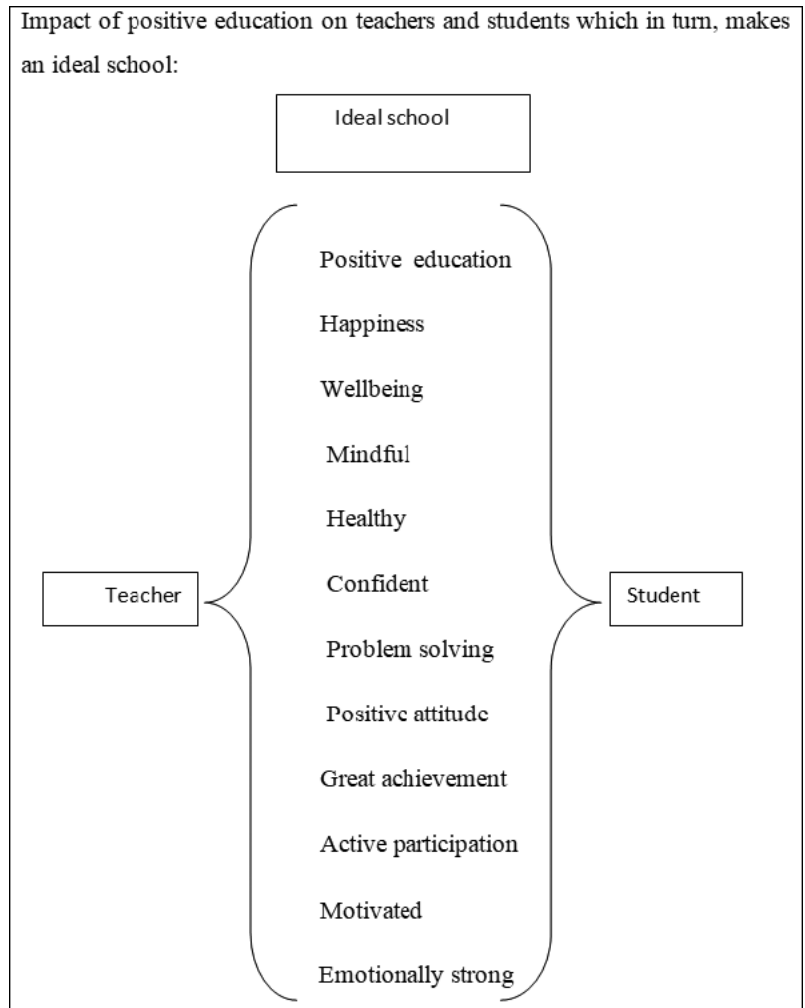 Impact of positive education on teachers and students which in turn, makes
an ideal school:
Ideal school
Positive education
Happiness
Wellbeing
Mindful
Healthy
Teacher
Confident
Student
Problem solving
Positive attitude
Great achievement
Active participation
Motivated
Emotionally strong